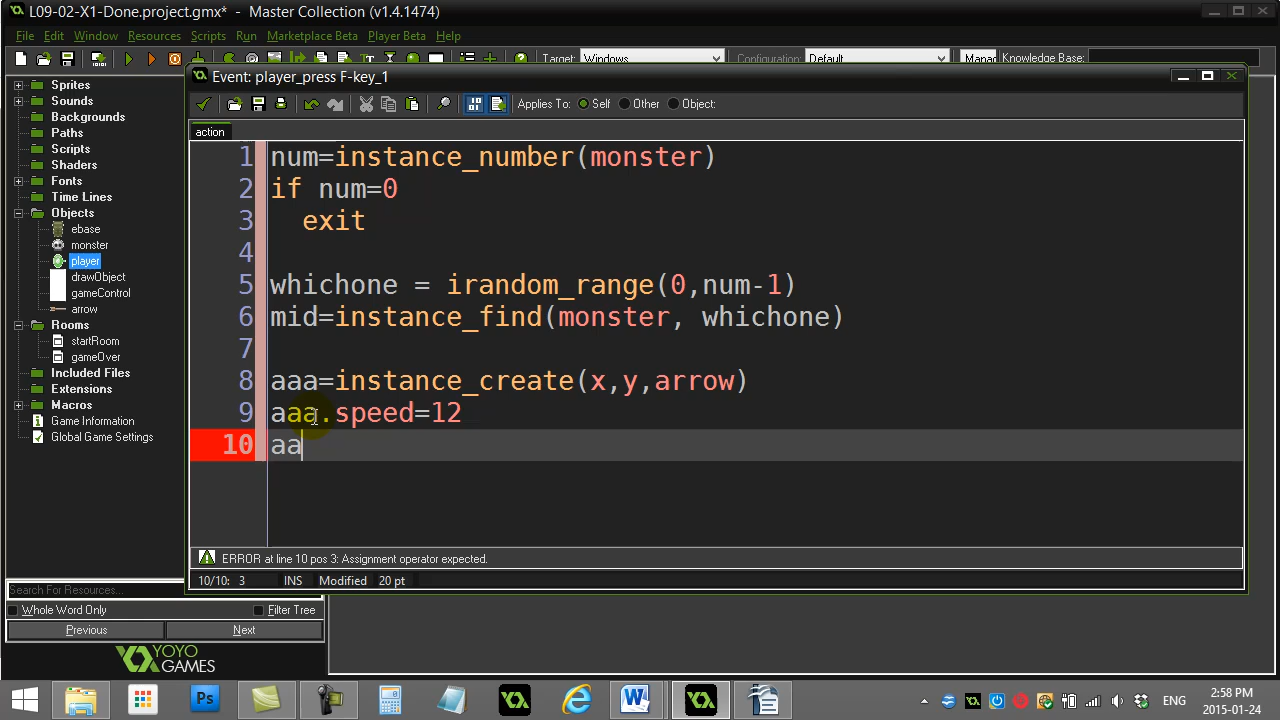 L09-02-X1-Done.project.gmx* - Master Collection (v1.4.1474)
File Edit Window Resources Scripts Run Marketplace Beta Player Beta Help
Target: Windows Configuration: Default Manage Knowledge Base:
Event: player_press F-key_1
Applies To: Self Other Object:
action
1 num=instance_number(monster)
2 if num=0
3 exit
4
5 whichone = irandom_range(0,num-1)
6 mid=instance_find(monster, whichone)
7
8 aaa=instance_create(x,y,arrow)
9 aaa.speed=12
10 aa
ERROR at line 10 pos 3: Assignment operator expected.
10/10: 3 INS Modified 20 pt
Sprites
Sounds
Backgrounds
Paths
Scripts
Shaders
Fonts
Time Lines
Objects
ebase
monster
player
drawObject
gameControl
arrow
Rooms
startRoom
gameOver
Included Files
Extensions
Macros
Game Information
Global Game Settings
Search For Resources...
Whole Word Only Filter Tree
Previous Next
YOYO
GAMES
ENG
2:58 PM
2015-01-24